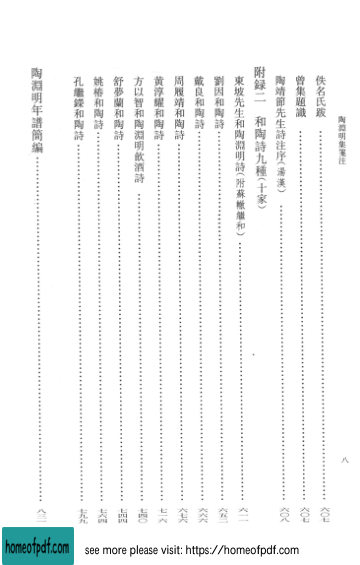 陶淵明集箋注
八
佚名氏跋 六〇七
曾集題識 六〇七
陶靖節先生詩注序(湯漢) 六〇八
附録二 和陶詩九種(十家)
東坡先生和陶淵明詩(附蘇轍繼和) 六一一
劉因和陶詩 六五二
戴良和陶詩 六六六
周履靖和陶詩 六七六
黃淳耀和陶詩 七一六
方以智和陶淵明飲酒詩 七四〇
舒夢蘭和陶詩 七四四
姚椿和陶詩 七六四
孔繼鑅和陶詩 七九九
陶淵明年譜簡編
homeofpdf.com
see more please visit: https://homeofpdf.com